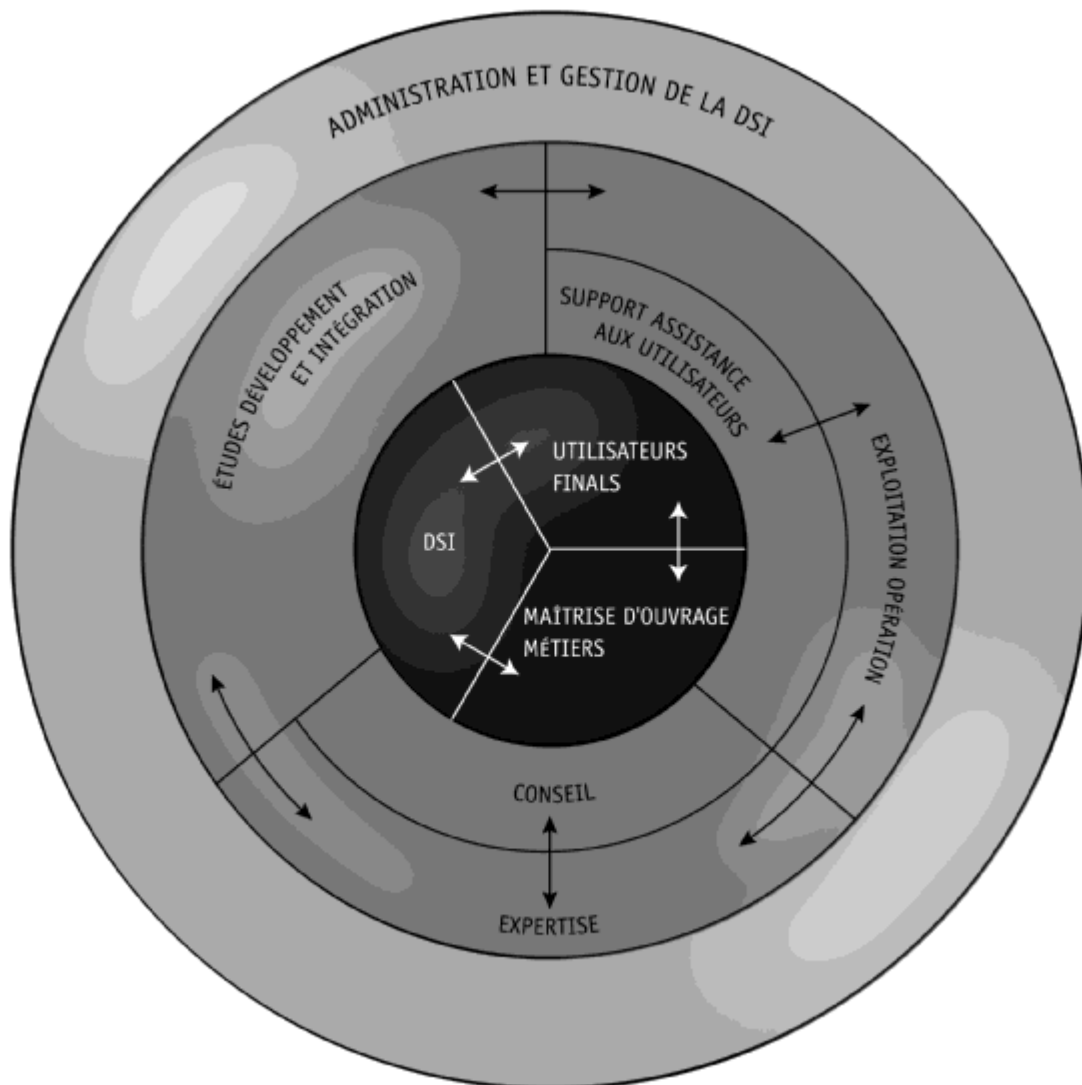 ADMINISTRATION ET GESTION DE LA DSI
ÉTUDES DÉVELOPPEMENT
ET INTÉGRATION
SUPPORT ASSISTANCE
AUX UTILISATEURS
EXPLOITATION OPÉRATION
UTILISATEURS
FINALS
DSI
MAÎTRISE D'OUVRAGE
MÉTIERS
CONSEIL
EXPERTISE